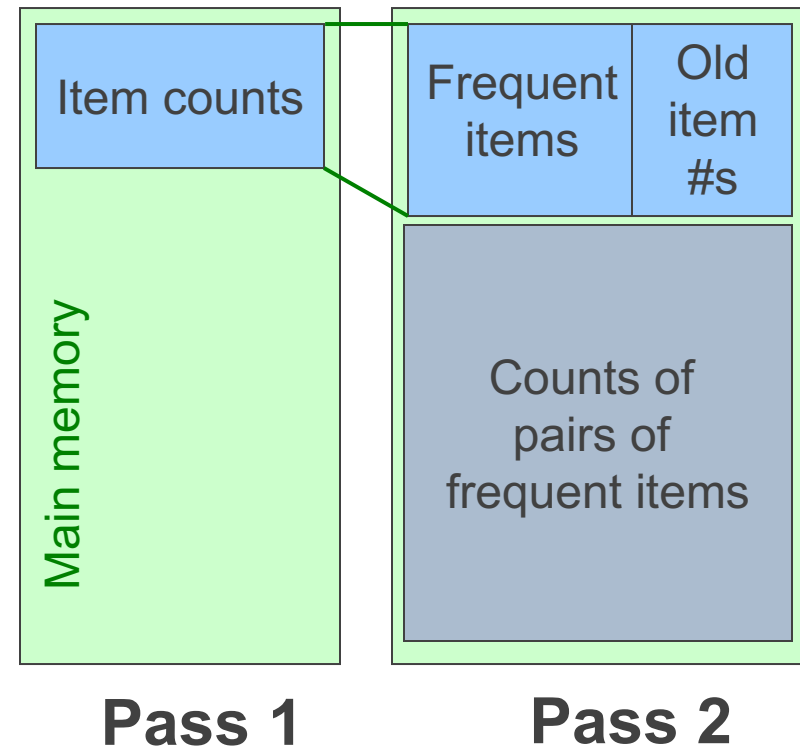 Item counts
Main memory
Pass 1
Frequent
items
Old
item
#s
Counts of
pairs of
frequent items
Pass 2